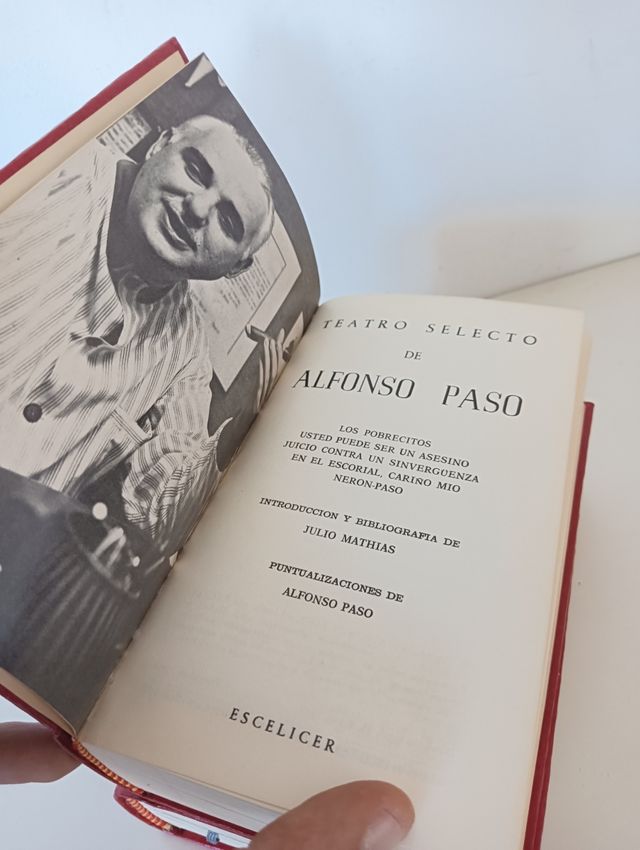 TEATRO SELECTO
DE
ALFONSO PASO
LOS POBRECITOS
USTED PUEDE SER UN ASESINO
JUICIO CONTRA UN SINVERGUENZA
EN EL ESCORIAL, CARIÑO MIO
NERON-PASO
INTRODUCCION Y BIBLIOGRAFIA DE
JULIO MATHIAS
PUNTUALIZACIONES DE
ALFONSO PASO
ESCELICER